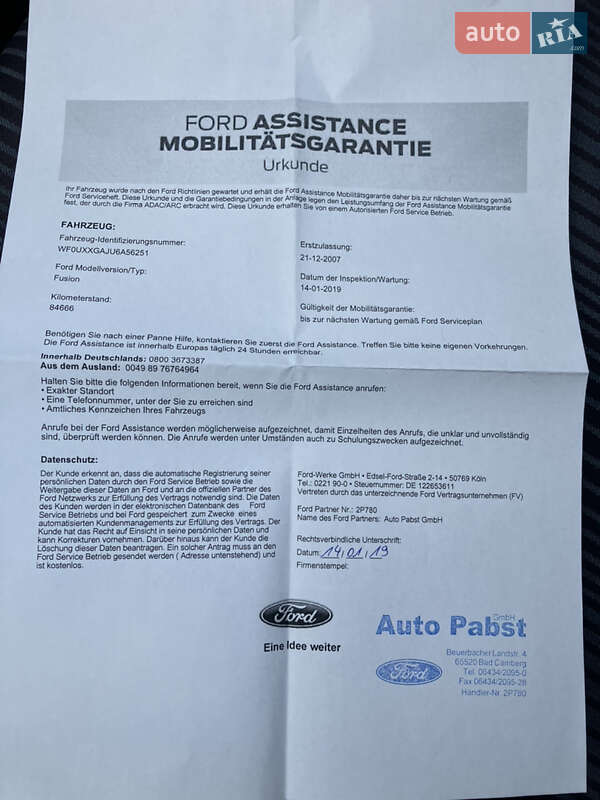 auto RIA.com
FORD ASSISTANCE
MOBILITÄTSGARANTIE
Urkunde
Ihr Fahrzeug wurde nach den Ford Richtlinien gewartet und erhält die Ford Assistance Mobilitätsgarantie daher bis zur nächsten Wartung gemäß
Ford Serviceheft. Diese Urkunde und die Garantiebedingungen in der Anlage legen den Leistungsumfang der Ford Assistance Mobilitätsgarantie
fest, der durch die Firma ADAC/ARC erbracht wird. Diese Urkunde erhalten Sie von einem Autorisierten Ford Service Betrieb.
FAHRZEUG:
Fahrzeug-Identifizierungsnummer:
WF0UXXGAJU6A56251
Erstzulassung:
21-12-2007
Ford Modellversion/Typ:
Fusion
Datum der Inspektion/Wartung:
14-01-2019
Kilometerstand:
84666
Gültigkeit der Mobilitätsgarantie:
bis zur nächsten Wartung gemäß Ford Serviceplan
Benötigen Sie nach einer Panne Hilfe, kontaktieren Sie zuerst die Ford Assistance. Treffen Sie bitte keine eigenen Vorkehrungen.
Die Ford Assistance ist innerhalb Europas täglich 24 Stunden erreichbar.
Innerhalb Deutschlands: 0800 3673387
Aus dem Ausland: 0049 89 76764964
Halten Sie bitte die folgenden Informationen bereit, wenn Sie die Ford Assistance anrufen:
• Exakter Standort
• Eine Telefonnummer, unter der Sie zu erreichen sind
• Amtliches Kennzeichen Ihres Fahrzeugs
Anrufe bei der Ford Assistance werden möglicherweise aufgezeichnet, damit Einzelheiten des Anrufs, die unklar und unvollständig
sind, überprüft werden können. Die Anrufe werden unter Umständen auch zu Schulungszwecken aufgezeichnet.
Datenschutz:
Der Kunde erkennt an, dass die automatische Registrierung seiner
persönlichen Daten durch den Ford Service Betrieb sowie die
Weitergabe dieser Daten an Ford und an die offiziellen Partner des
Ford Netzwerks zur Erfüllung des Vertrags notwendig sind. Die Daten
des Kunden werden in der elektronischen Datenbank des Ford
Service Betriebs und bei Ford gespeichert zum Zwecke eines
automatisierten Kundenmanagements zur Erfüllung des Vertrags. Der
Kunde hat das Recht auf Einsicht in seine persönlichen Daten und
kann Korrekturen vornehmen. Darüber hinaus kann der Kunde die
Löschung dieser Daten beantragen. Ein solcher Antrag muss an den
Ford Service Betrieb gesendet werden ( Adresse untenstehend) und
ist kostenlos.
Ford-Werke GmbH • Edsel-Ford-Straße 2-14 • 50769 Köln
Tel.: 0221 90-0 • Steuernummer: DE 122653611
Vertreten durch das unterzeichnende Ford Vertragsunternehmen (FV)
Ford Partner Nr.: 2P780
Name des Ford Partners: Auto Pabst GmbH
Rechtsverbindliche Unterschrift:
Datum: 14.01.19
Firmenstempel:
Ford
Eine Idee weiter
Auto Pabst GmbH
Beuerbacher Landstr. 4
65520 Bad Camberg
Tel. 06434/2095-0
Fax 06434/2095-28
Händler-Nr. 2P780
Ford